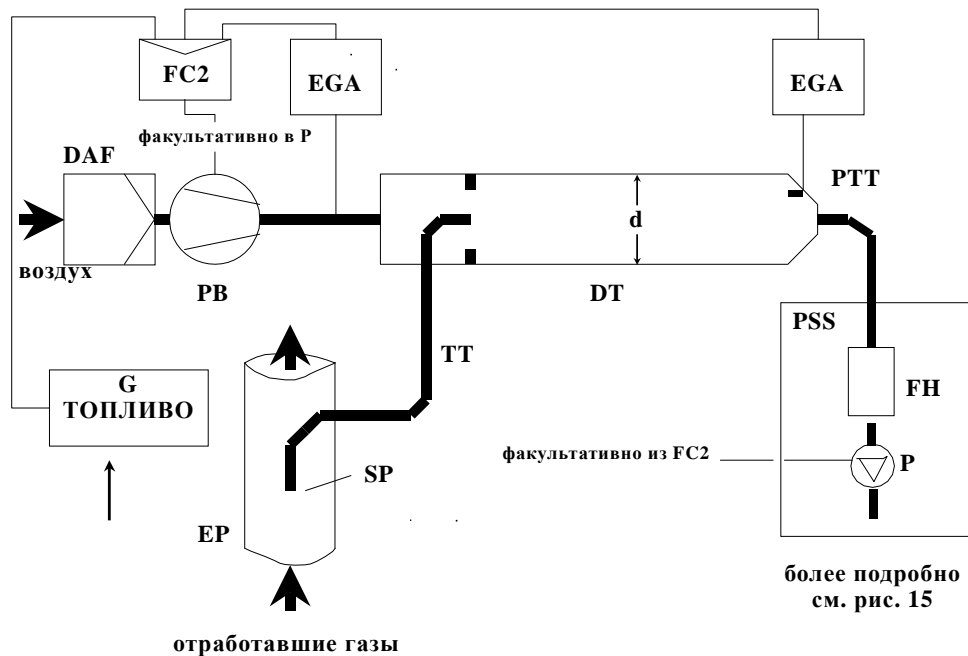 FC2
EGA
EGA
факультативно в P
DAF
PTT
d
воздух
PB
DT
PSS
TT
G
ТОПЛИВО
FH
факультативно из FC2
P
SP
EP
более подробно
см. рис. 15
отработавшие газы